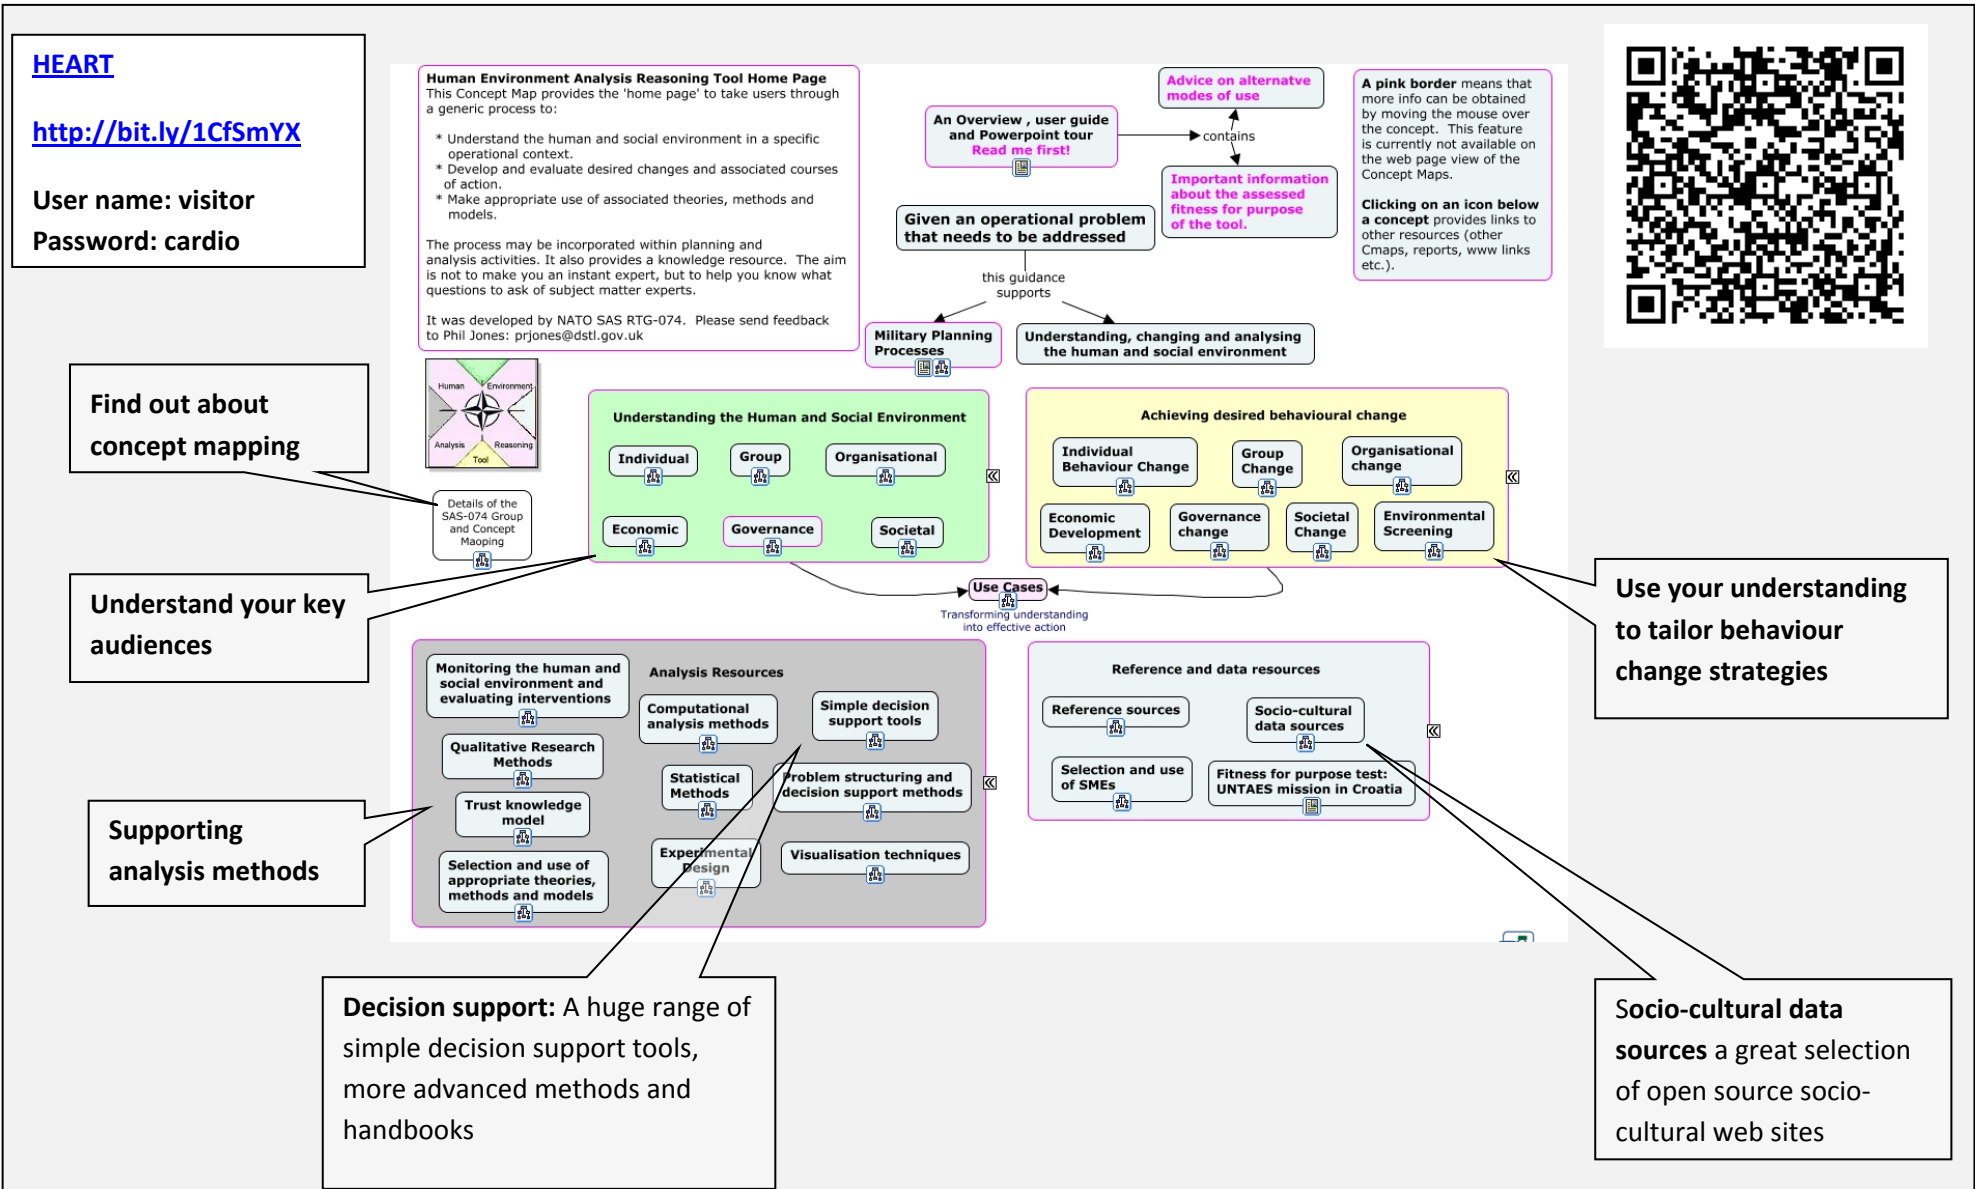 HEART
http://bit.ly/1CfSmYX
User name: visitor
Password: cardio
Human Environment Analysis Reasoning Tool Home Page
This Concept Map provides the 'home page' to take users through
a generic process to:
* Understand the human and social environment in a specific
operational context.
* Develop and evaluate desired changes and associated courses
of action.
* Make appropriate use of associated theories, methods and
models.
The process may be incorporated within planning and
analysis activities. It also provides a knowledge resource. The aim
is not to make you an instant expert, but to help you know what
questions to ask of subject matter experts.
It was developed by NATO SAS RTG-074. Please send feedback
to Phil Jones: prjones@dstl.gov.uk
An Overview , user guide
and Powerpoint tour
Read me first!
contains
Advice on alternatve
modes of use
Important information
about the assessed
fitness for purpose
of the tool.
A pink border means that
more info can be obtained
by moving the mouse over
the concept. This feature
is currently not available on
the web page view of the
Concept Maps.
Clicking on an icon below
a concept provides links to
other resources (other
Cmaps, reports, www links
etc.).
Given an operational problem
that needs to be addressed
this guidance
supports
Military Planning
Processes
Understanding, changing and analysing
the human and social environment
Find out about
concept mapping
Human
Environment
Analysis
Reasoning
Tool
Details of the
SAS-074 Group
and Concept
Maoping
Understanding the Human and Social Environment
Individual
Group
Organisational
Economic
Governance
Societal
Achieving desired behavioural change
Individual
Behaviour Change
Group
Change
Organisational
change
Economic
Development
Governance
change
Societal
Change
Environmental
Screening
Understand your key
audiences
Use Cases
Transforming understanding
into effective action
Use your understanding
to tailor behaviour
change strategies
Analysis Resources
Monitoring the human and
social environment and
evaluating interventions
Computational
analysis methods
Simple decision
support tools
Qualitative Research
Methods
Statistical
Methods
Problem structuring and
decision support methods
Trust knowledge
model
Experimental
Design
Visualisation techniques
Selection and use of
appropriate theories,
methods and models
Reference and data resources
Reference sources
Socio-cultural
data sources
Selection and use
of SMEs
Fitness for purpose test:
UNTAES mission in Croatia
Supporting
analysis methods
Decision support: A huge range of
simple decision support tools,
more advanced methods and
handbooks
Socio-cultural data
sources a great selection
of open source socio-
cultural web sites